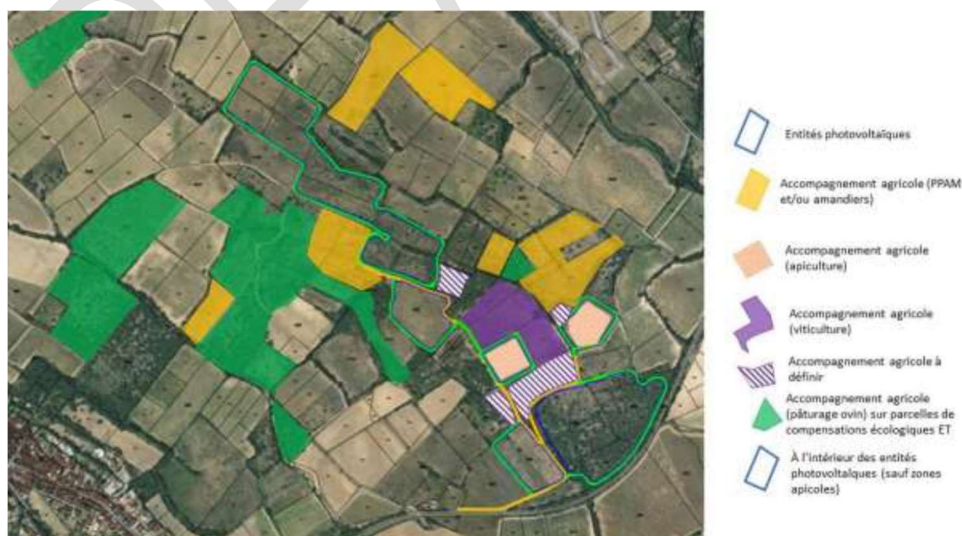 Entités photovoltaïques
Accompagnement agricole (PPAM
et/ou amandiers)
Accompagnement agricole
(apiculture)
Accompagnement agricole
(viticulture)
Accompagnement agricole à
définir
Accompagnement agricole
(pâturage ovin) sur parcelles de
compensations écologiques ET
À l'intérieur des entités
photovoltaïques (sauf zones
apicoles)